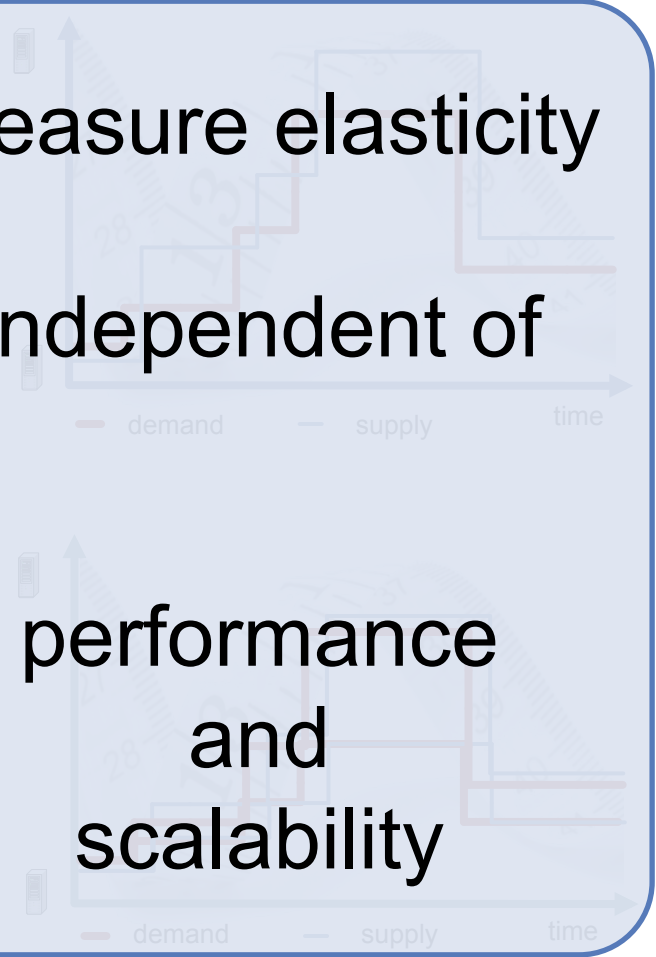 easure elasticity
ndependent of
demand supply time
performance
and
scalability
demand supply time